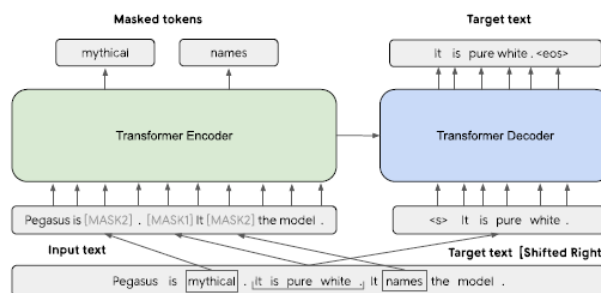 Masked tokens
Target text
mythical
names
It is pure white . <eos>
Transformer Encoder
Transformer Decoder
Pegasus is [MASK2] . [MASK1] It [MASK2] the model .
<s> It is pure white .
Input text
Target text [Shifted Right
Pegasus is mythical . It is pure white . It names the model .